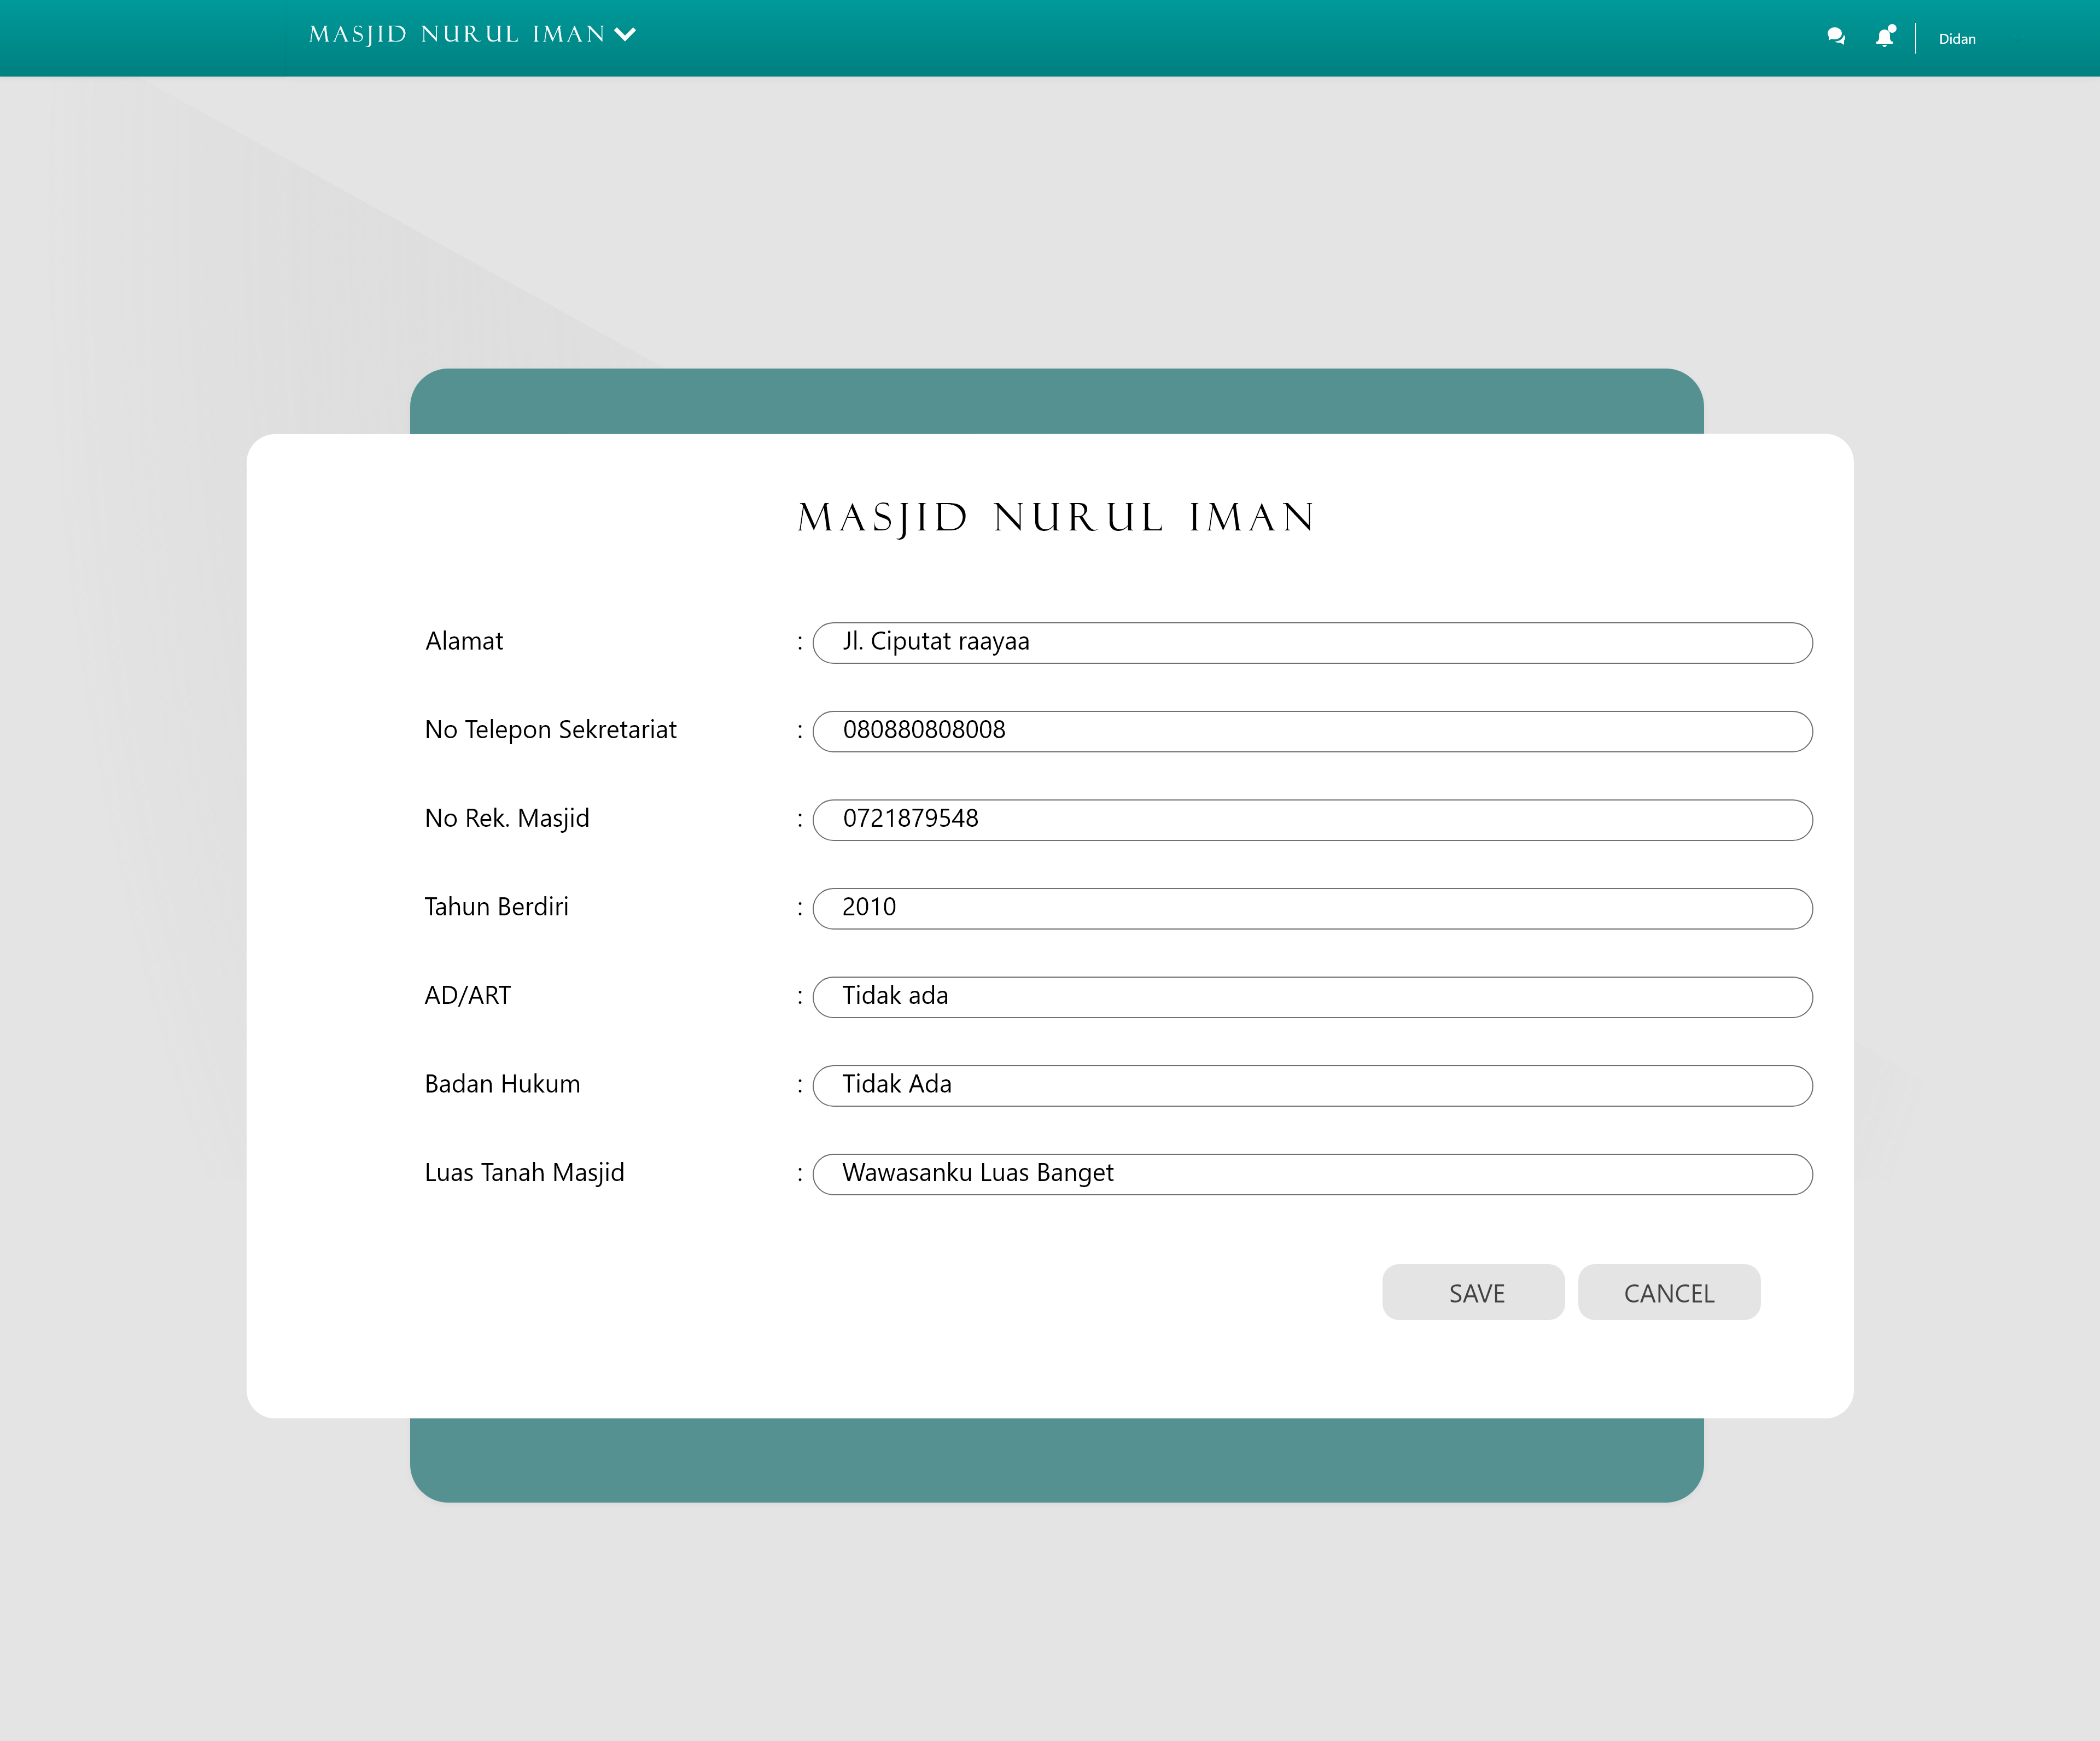 MASJID NURUL IMAN
Didan
MASJID NURUL IMAN
Alamat : Jl. Ciputat raayaa
No Telepon Sekretariat : 080880808008
No Rek. Masjid : 0721879548
Tahun Berdiri : 2010
AD/ART : Tidak ada
Badan Hukum : Tidak Ada
Luas Tanah Masjid : Wawasanku Luas Banget
SAVE CANCEL